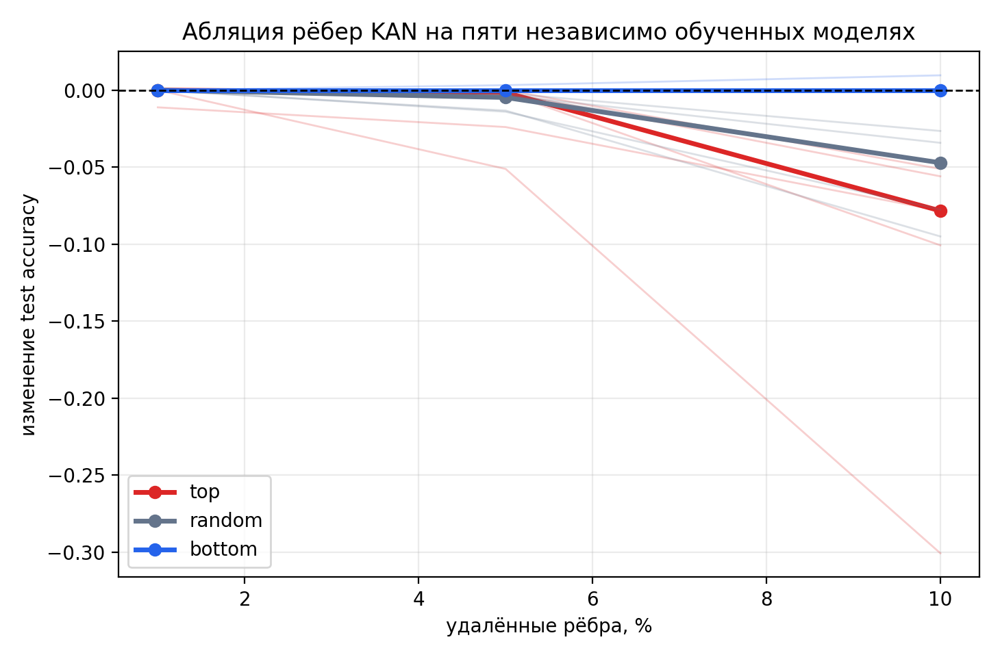 Абляция рёбер KAN на пяти независимо обученных моделях
0.00
−0.05
−0.10
−0.15
−0.20
−0.25
−0.30
изменение test accuracy
top
random
bottom
2
4
6
8
10
удалённые рёбра, %